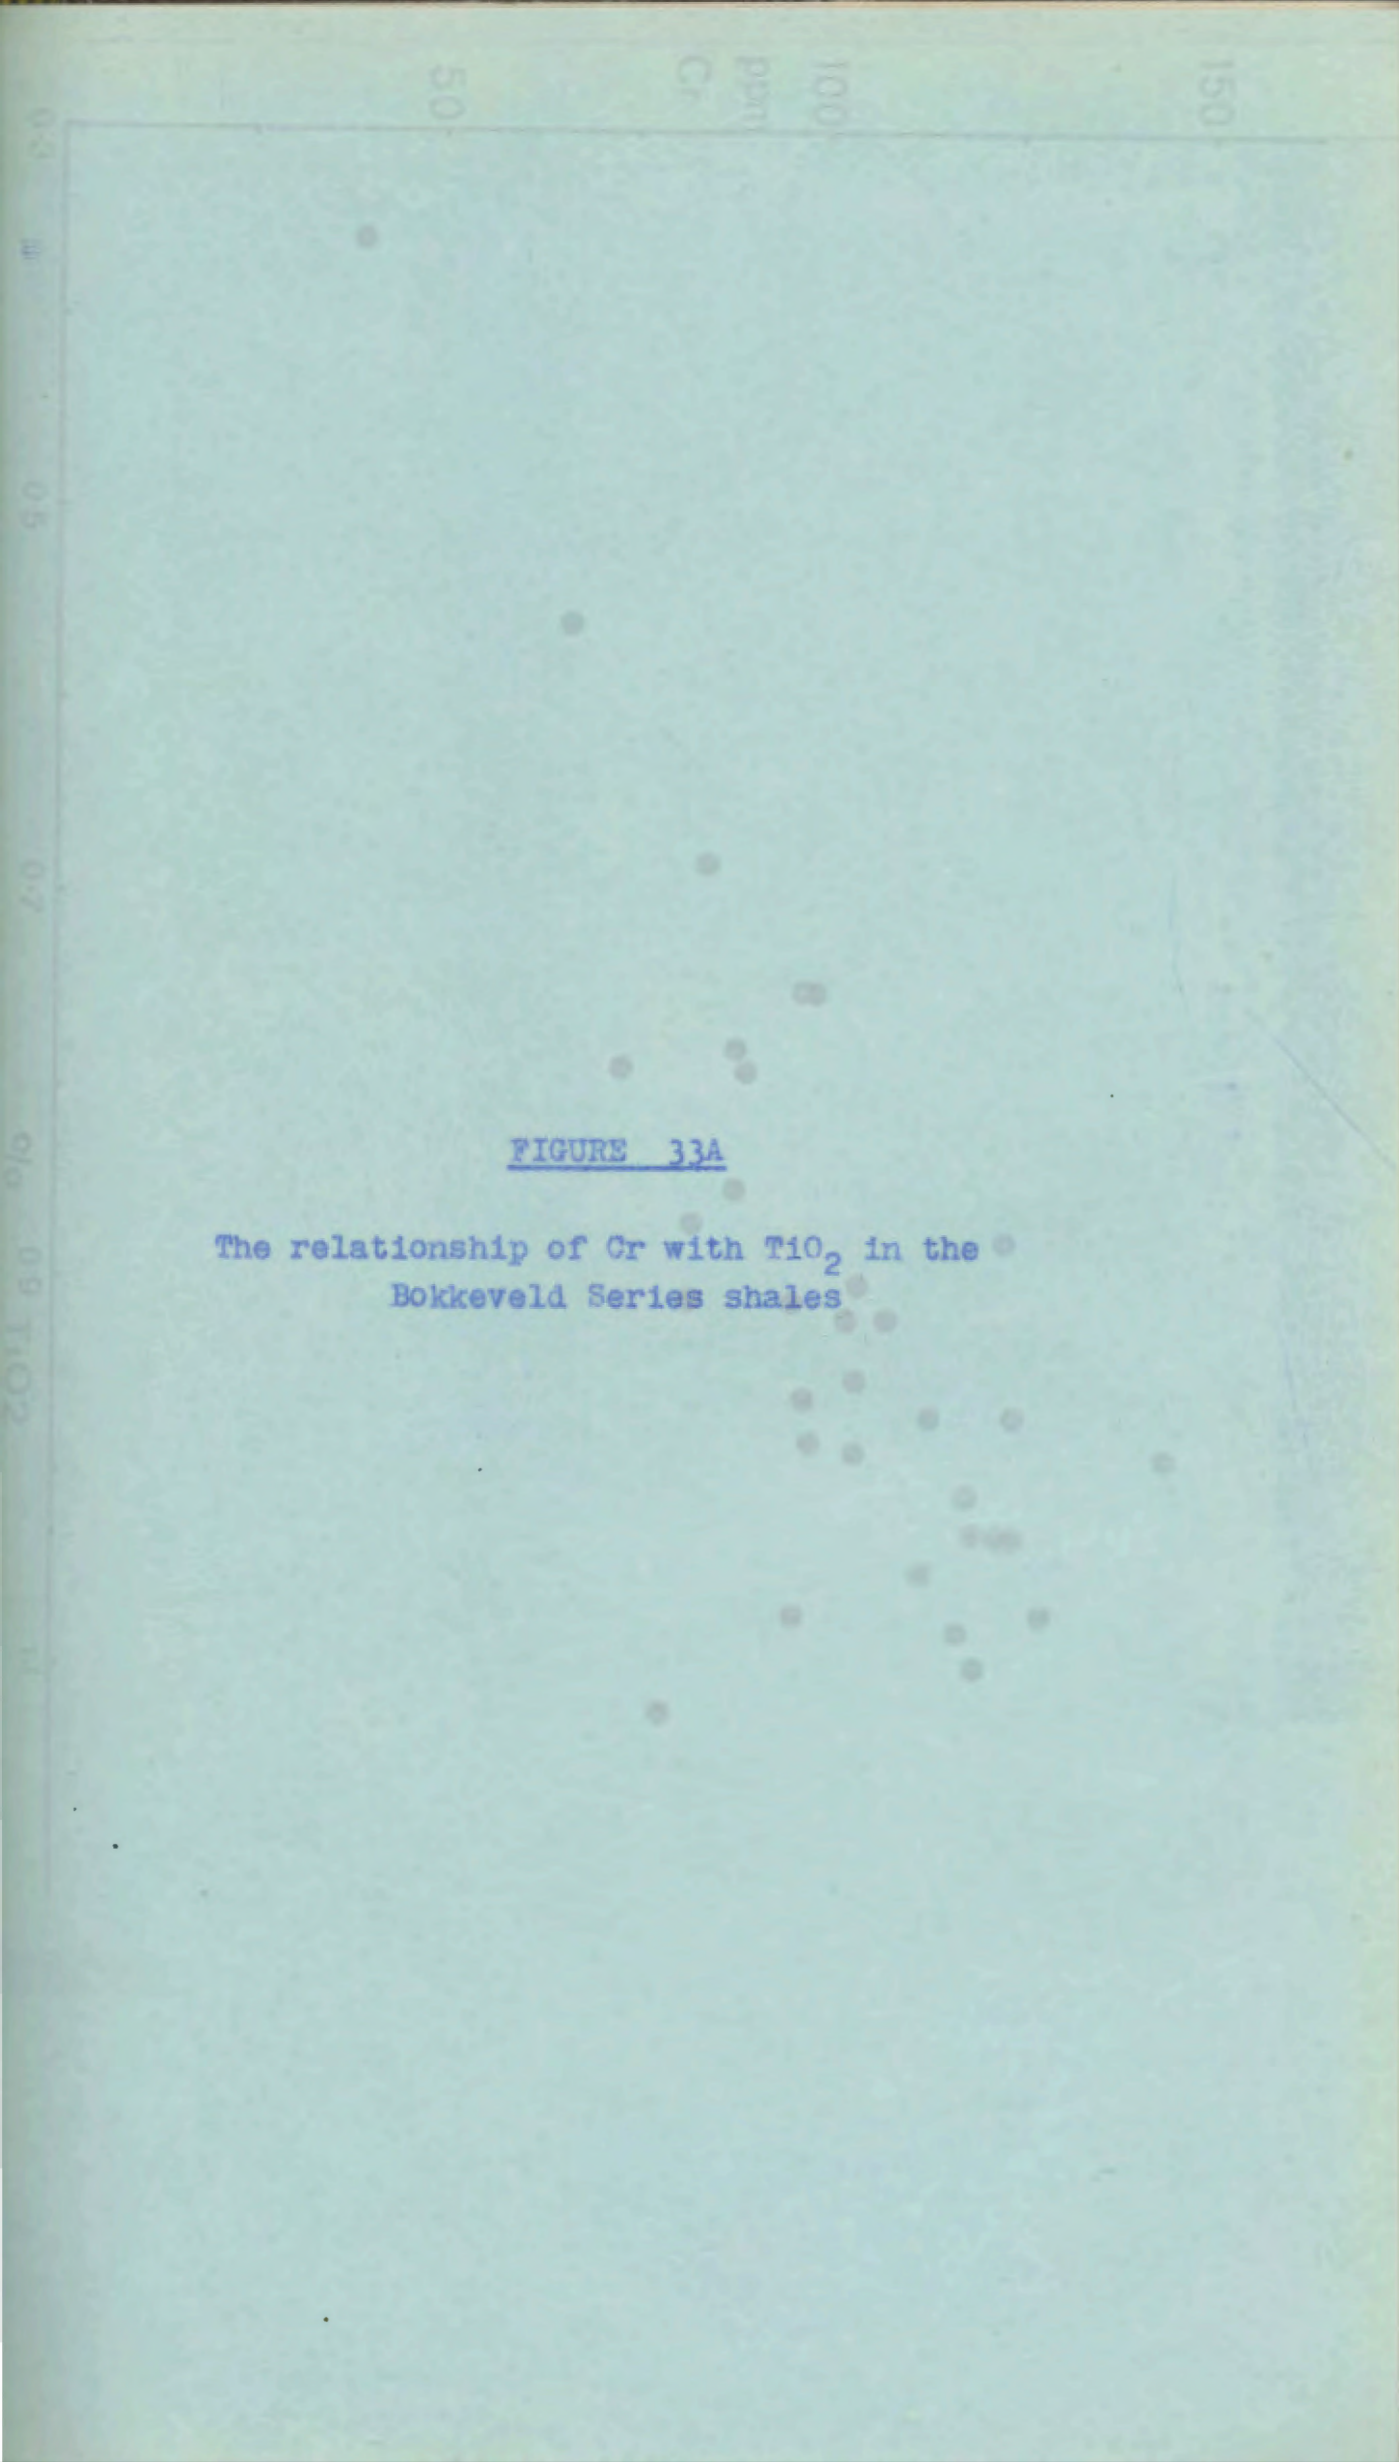 FIGURE 33A
The relationship of Cr with TiO₂ in the
Bokkeveld Series shales
50
Cr
ppm
100
150
0·3
0·5
0·7
% 0·9 TiO2